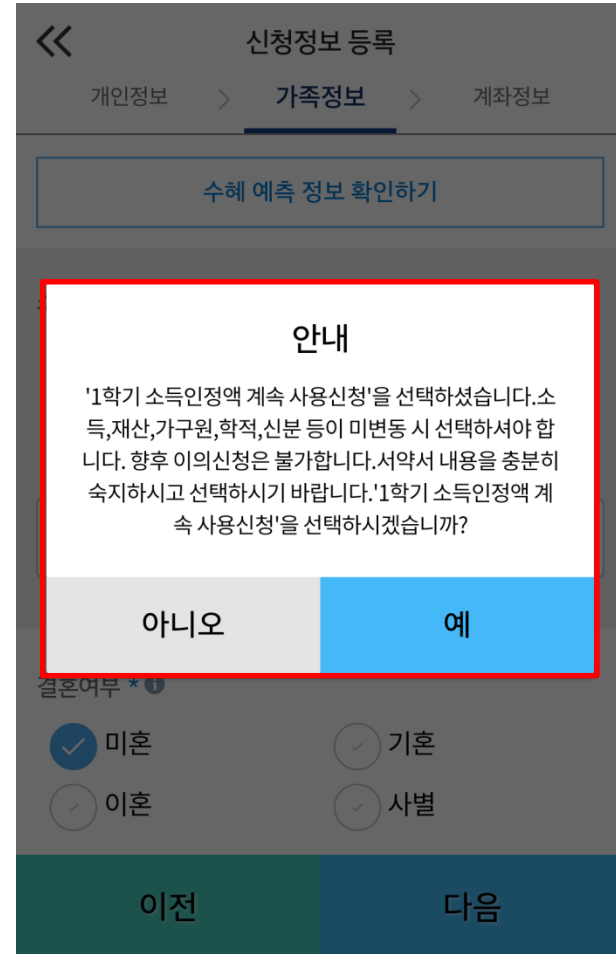 신청정보 등록
개인정보 > 가족정보 > 계좌정보
수혜 예측 정보 확인하기
안내
'1학기 소득인정액 계속 사용신청'을 선택하셨습니다.소
득,재산,가구원,학적,신분 등이 미변동 시 선택하셔야 합
니다. 향후 이의신청은 불가합니다.서약서 내용을 충분히
숙지하시고 선택하시기 바랍니다.'1학기 소득인정액 계
속 사용신청'을 선택하시겠습니까?
아니오 예
결혼여부 *
미혼 기혼
이혼 사별
이전 다음